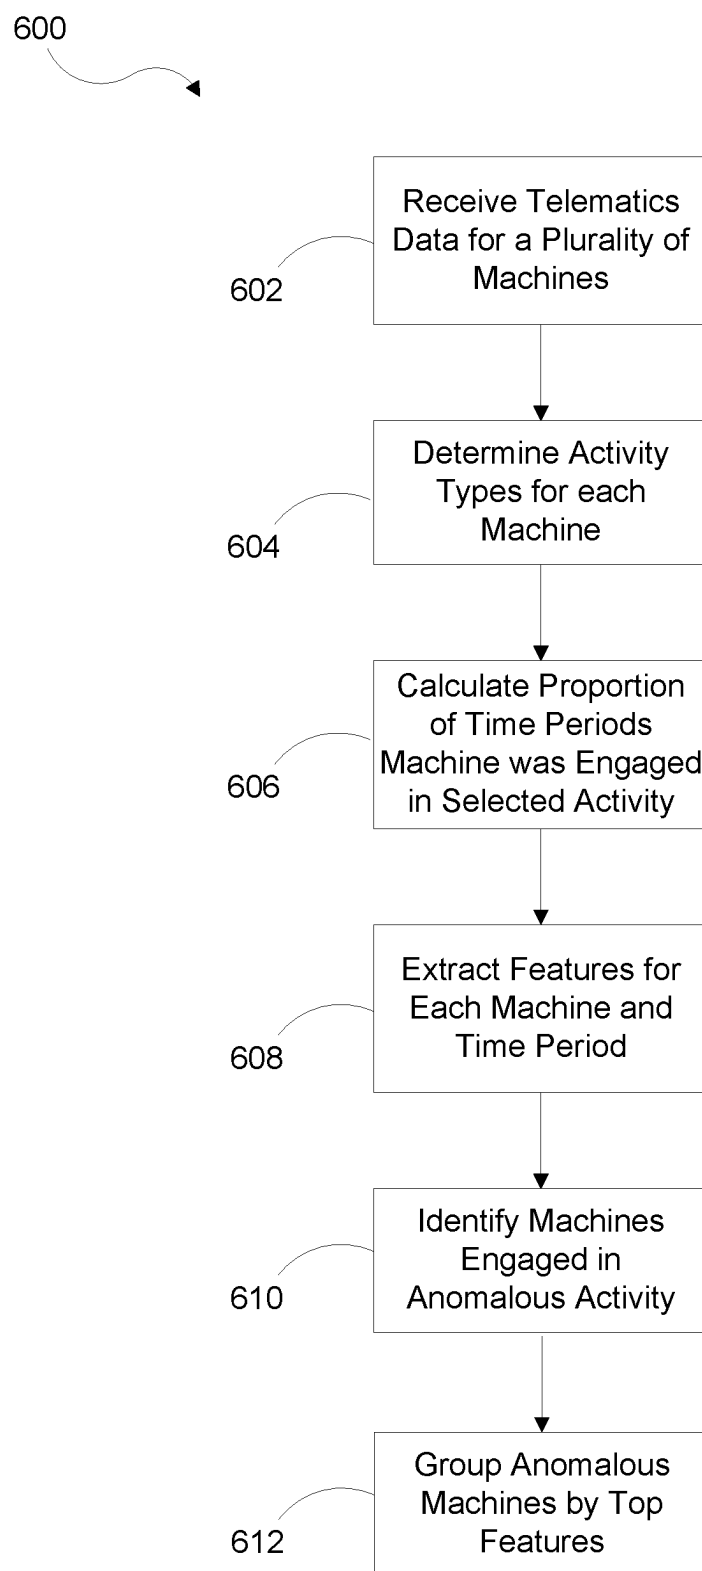 600
Receive Telematics
Data for a Plurality of
Machines
602
Determine Activity
Types for each
Machine
604
Calculate Proportion
of Time Periods
Machine was Engaged
in Selected Activity
606
Extract Features for
Each Machine and
Time Period
608
Identify Machines
Engaged in
Anomalous Activity
610
Group Anomalous
Machines by Top
Features
612